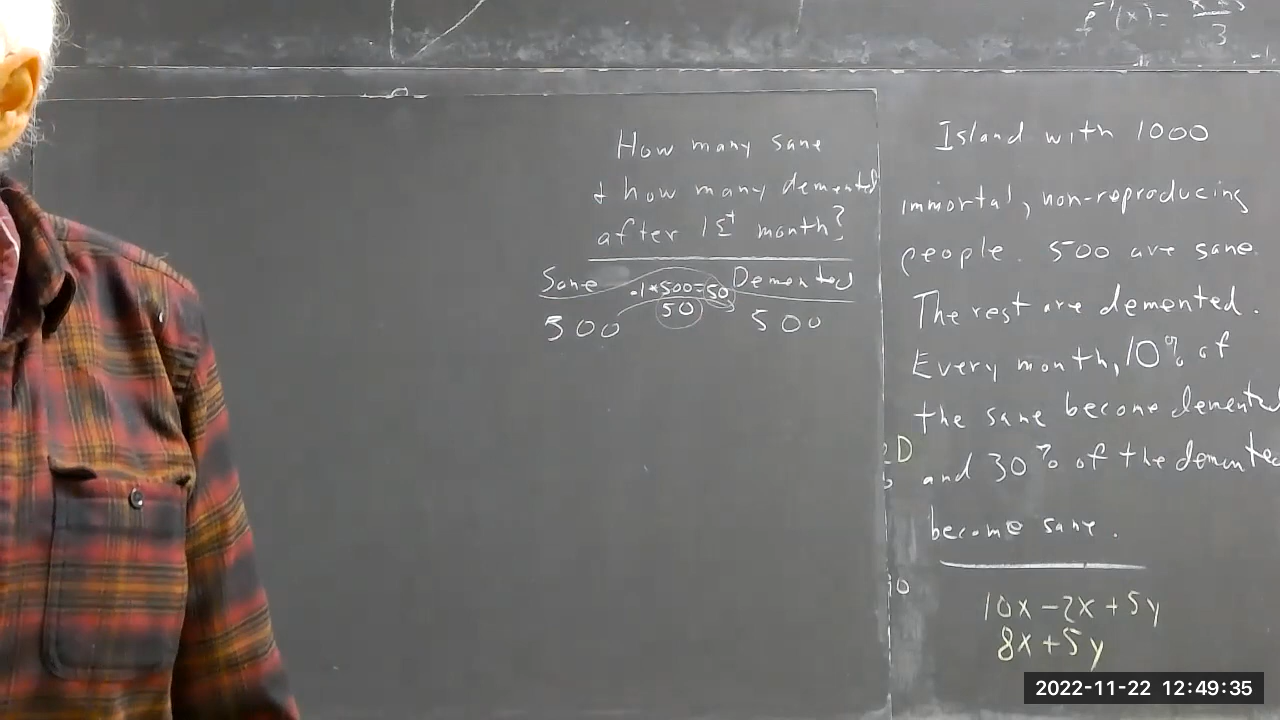 f⁻¹(x) = x+5
3
How many sane
+ how many demented
after 1st month?
Sane Demented
.1*500=50
50
500 500
Island with 1000
immortal, non-reproducing
people. 500 are sane.
The rest are demented.
Every month, 10% of
the sane become demented
and 30% of the demented
become sane.
10x-2x+5y
8x+5y
D
2022-11-22 12:49:35